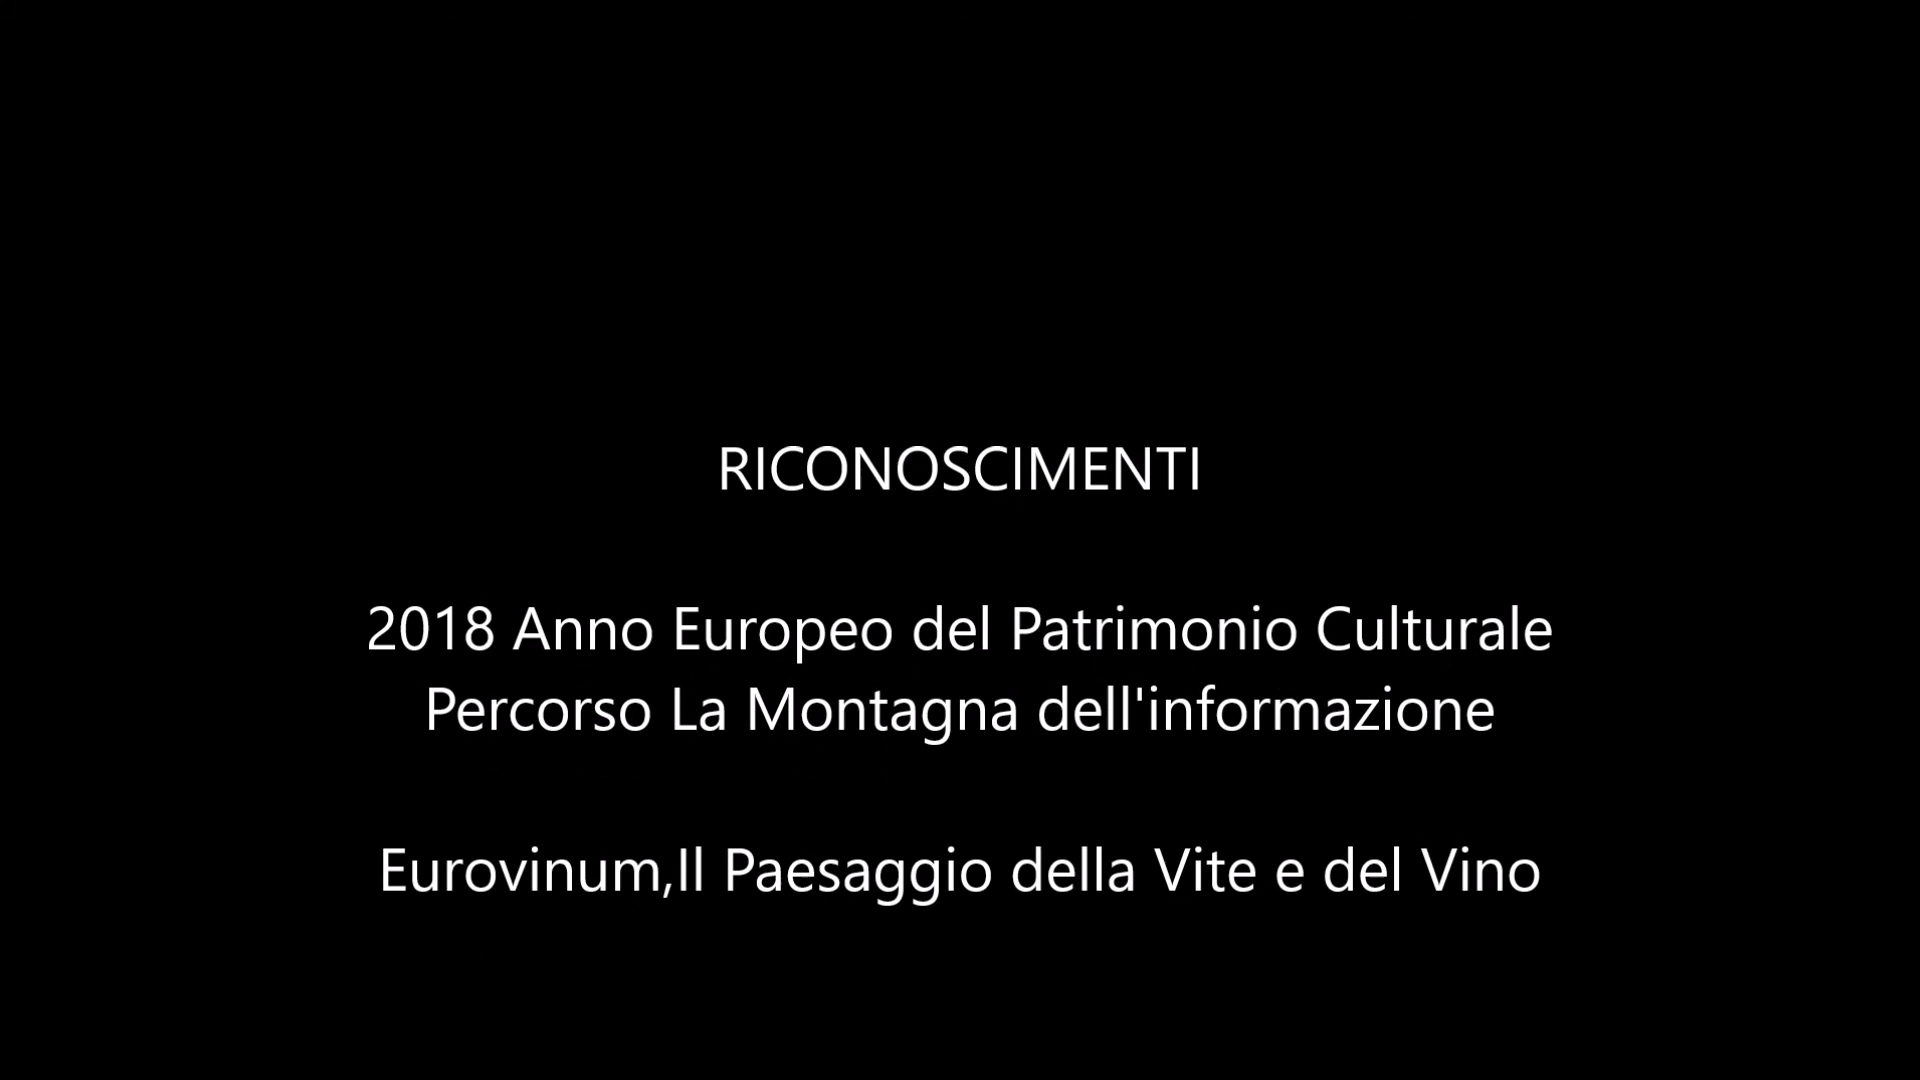 RICONOSCIMENTI
2018 Anno Europeo del Patrimonio Culturale
Percorso La Montagna dell'informazione
Eurovinum,Il Paesaggio della Vite e del Vino